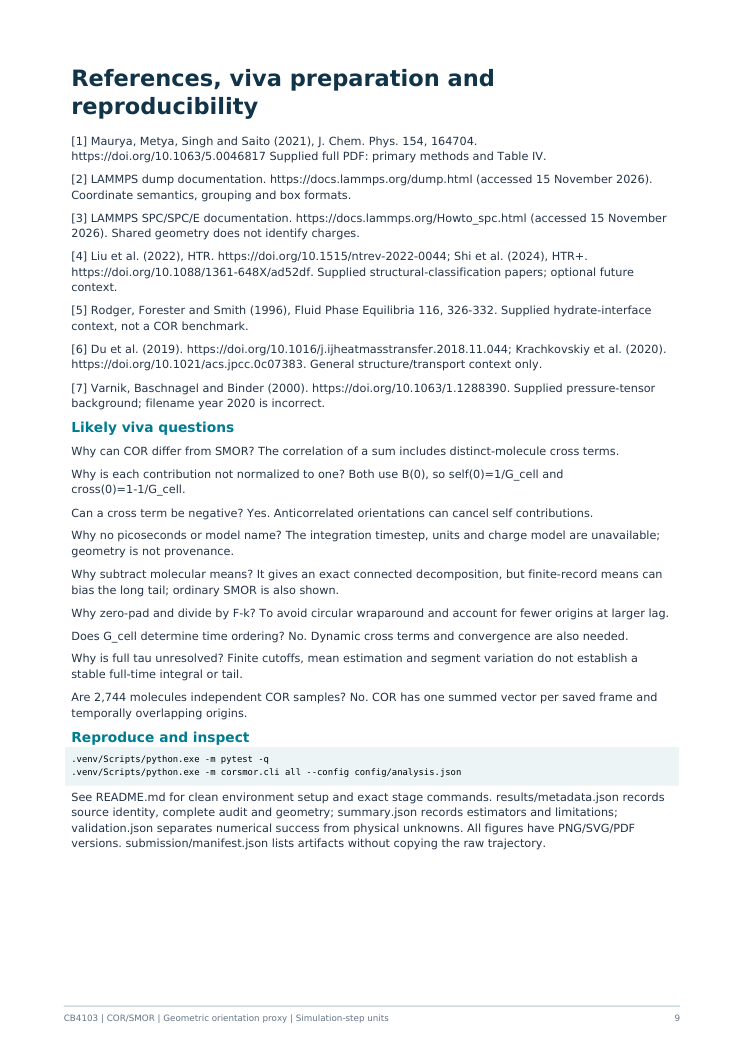 References, viva preparation and
reproducibility
[1] Maurya, Metya, Singh and Saito (2021), J. Chem. Phys. 154, 164704.
https://doi.org/10.1063/5.0046817 Supplied full PDF: primary methods and Table IV.
[2] LAMMPS dump documentation. https://docs.lammps.org/dump.html (accessed 15 November 2026).
Coordinate semantics, grouping and box formats.
[3] LAMMPS SPC/SPC/E documentation. https://docs.lammps.org/Howto_spc.html (accessed 15 November
2026). Shared geometry does not identify charges.
[4] Liu et al. (2022), HTR. https://doi.org/10.1515/ntrev-2022-0044; Shi et al. (2024), HTR+.
https://doi.org/10.1088/1361-648X/ad52df. Supplied structural-classification papers; optional future
context.
[5] Rodger, Forester and Smith (1996), Fluid Phase Equilibria 116, 326-332. Supplied hydrate-interface
context, not a COR benchmark.
[6] Du et al. (2019). https://doi.org/10.1016/j.ijheatmasstransfer.2018.11.044; Krachkovskiy et al. (2020).
https://doi.org/10.1021/acs.jpcc.0c07383. General structure/transport context only.
[7] Varnik, Baschnagel and Binder (2000). https://doi.org/10.1063/1.1288390. Supplied pressure-tensor
background; filename year 2020 is incorrect.
Likely viva questions
Why can COR differ from SMOR? The correlation of a sum includes distinct-molecule cross terms.
Why is each contribution not normalized to one? Both use B(0), so self(0)=1/G_cell and
cross(0)=1-1/G_cell.
Can a cross term be negative? Yes. Anticorrelated orientations can cancel self contributions.
Why no picoseconds or model name? The integration timestep, units and charge model are unavailable;
geometry is not provenance.
Why subtract molecular means? It gives an exact connected decomposition, but finite-record means can
bias the long tail; ordinary SMOR is also shown.
Why zero-pad and divide by F-k? To avoid circular wraparound and account for fewer origins at larger lag.
Does G_cell determine time ordering? No. Dynamic cross terms and convergence are also needed.
Why is full tau unresolved? Finite cutoffs, mean estimation and segment variation do not establish a
stable full-time integral or tail.
Are 2,744 molecules independent COR samples? No. COR has one summed vector per saved frame and
temporally overlapping origins.
Reproduce and inspect
.venv/Scripts/python.exe -m pytest -q
.venv/Scripts/python.exe -m corsmor.cli all --config config/analysis.json
See README.md for clean environment setup and exact stage commands. results/metadata.json records
source identity, complete audit and geometry; summary.json records estimators and limitations;
validation.json separates numerical success from physical unknowns. All figures have PNG/SVG/PDF
versions. submission/manifest.json lists artifacts without copying the raw trajectory.
CB4103 | COR/SMOR | Geometric orientation proxy | Simulation-step units
9